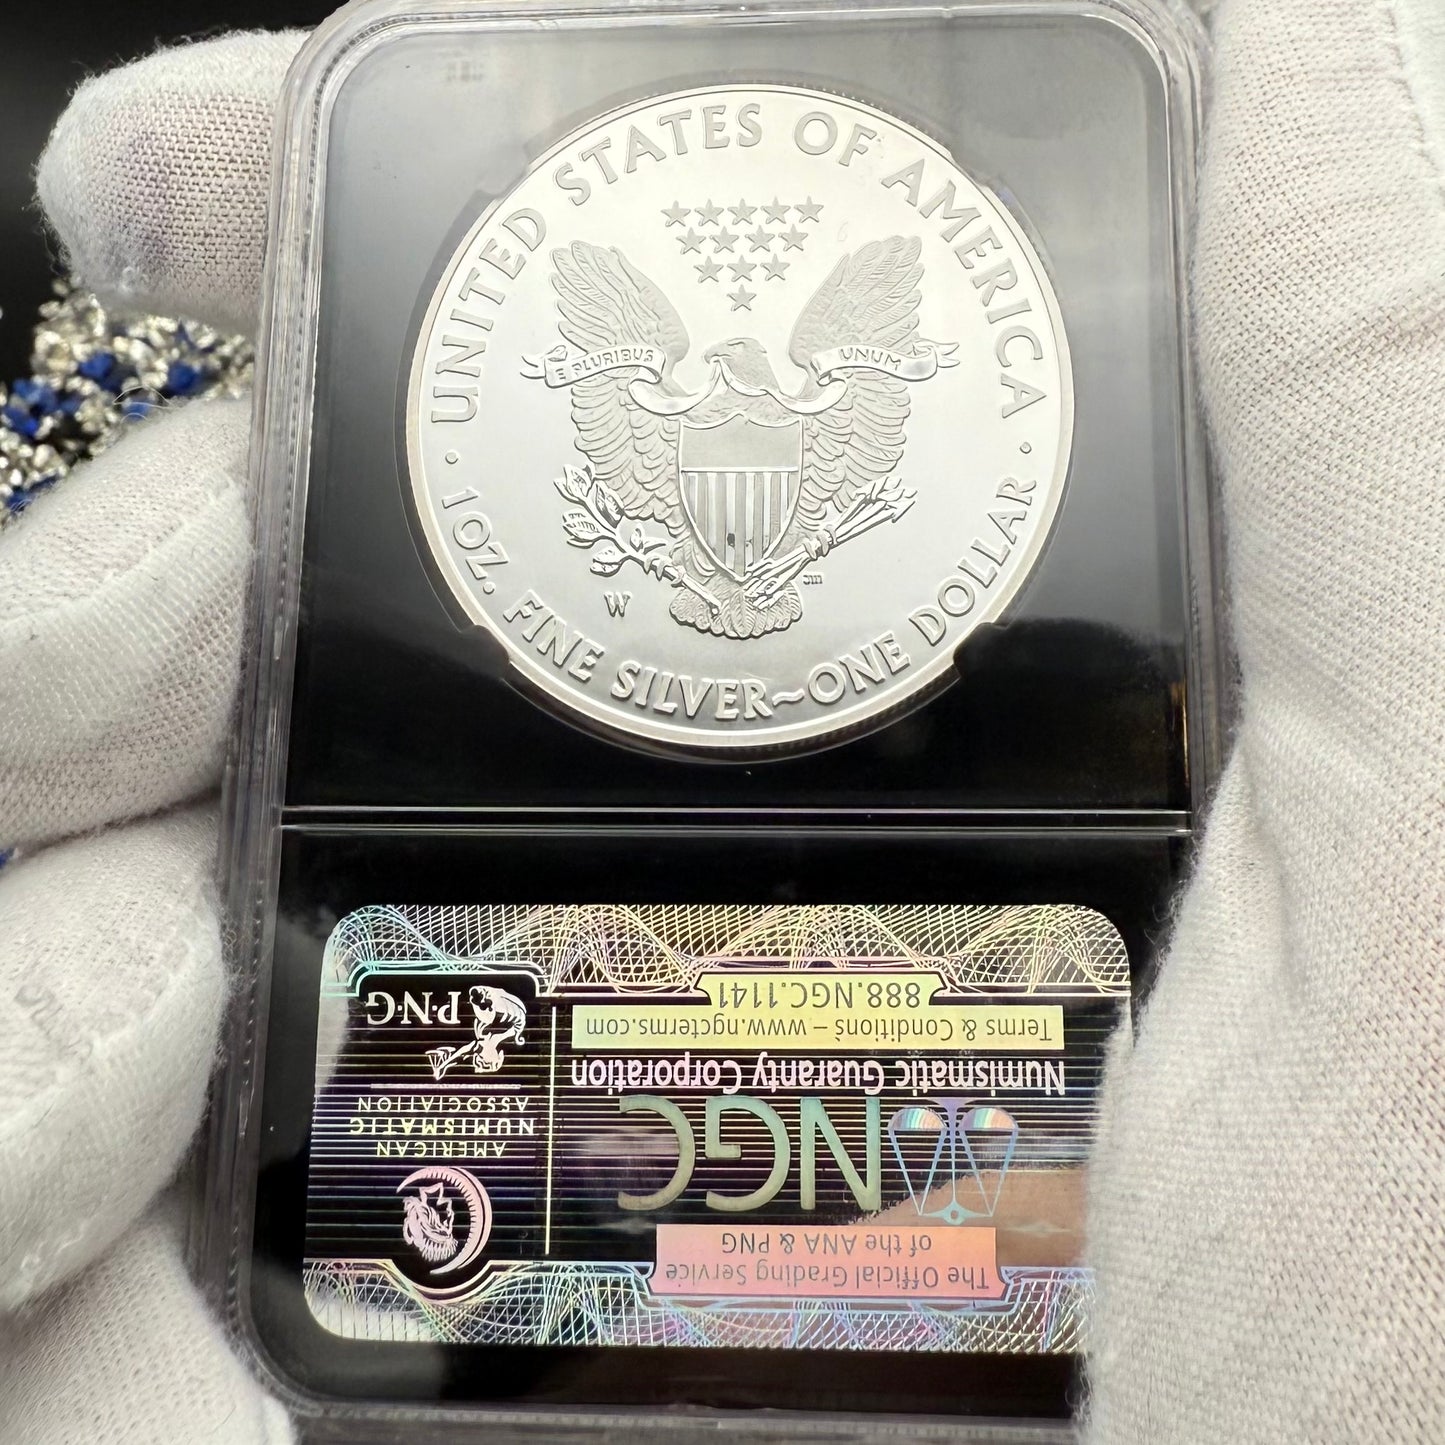 UNITED STATES OF AMERICA
E PLURIBUS UNUM
W
JM
· 1 OZ. FINE SILVER~ONE DOLLAR ·
The Official Grading Service
of the ANA & PNG
NGC
Numismatic Guaranty Corporation
Terms & Conditions – www.ngcterms.com
888.NGC.1141
AMERICAN
NUMISMATIC
ASSOCIATION
P·N·G